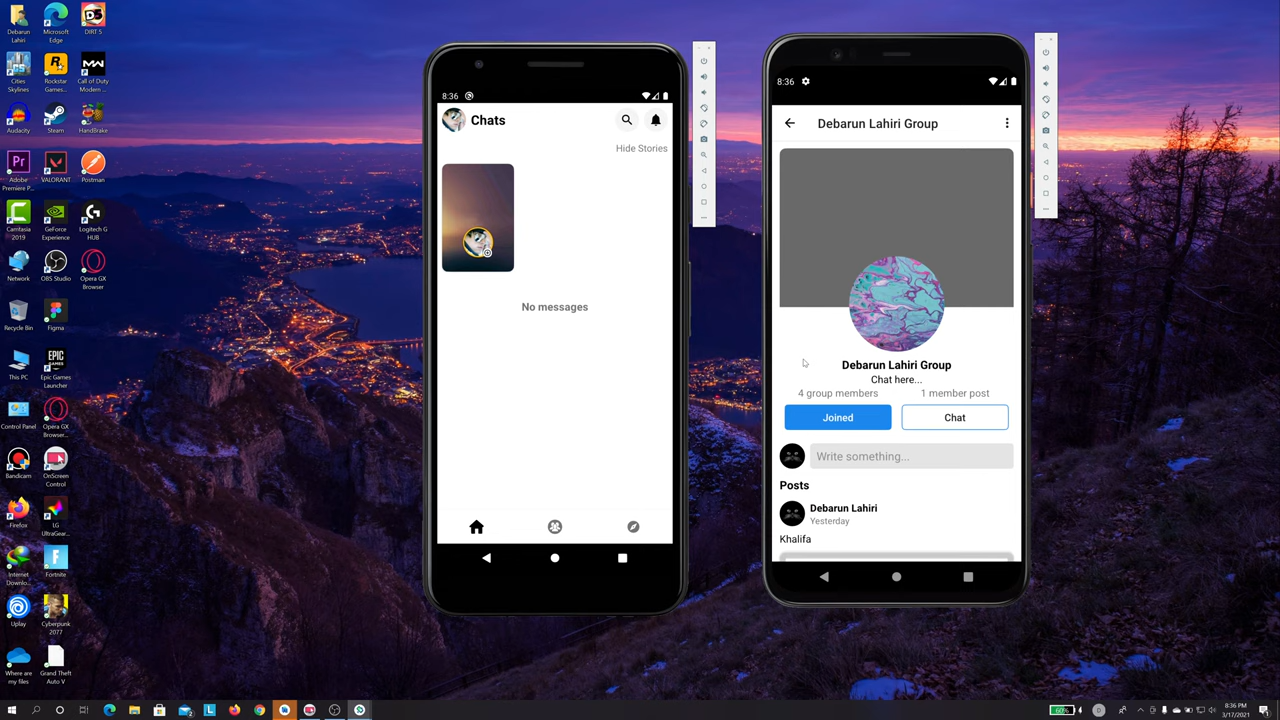 Debarun
Lahiri
Microsoft
Edge
DIRT 5
Cities
Skylines
Rockstar
Games...
Call of Duty
Modern ...
Audacity
Steam
HandBrake
Adobe
Premiere P...
VALORANT
Postman
Camtasia
2019
GeForce
Experience
Logitech G
HUB
Network
OBS Studio
Opera GX
Browser
Recycle Bin
Figma
This PC
Epic Games
Launcher
Control Panel
Opera GX
Browser...
Bandicam
OnScreen
Control
Firefox
LG
UltraGear...
Internet
Downlo...
Fortnite
Uplay
Cyberpunk
2077
Where are
my files
Grand Theft
Auto V
8:36
Chats
Hide Stories
No messages
8:36
Debarun Lahiri Group
Debarun Lahiri Group
Chat here...
4 group members
1 member post
Joined
Chat
Write something...
Posts
Debarun Lahiri
Yesterday
Khalifa
60%
8:36 PM
3/17/2021